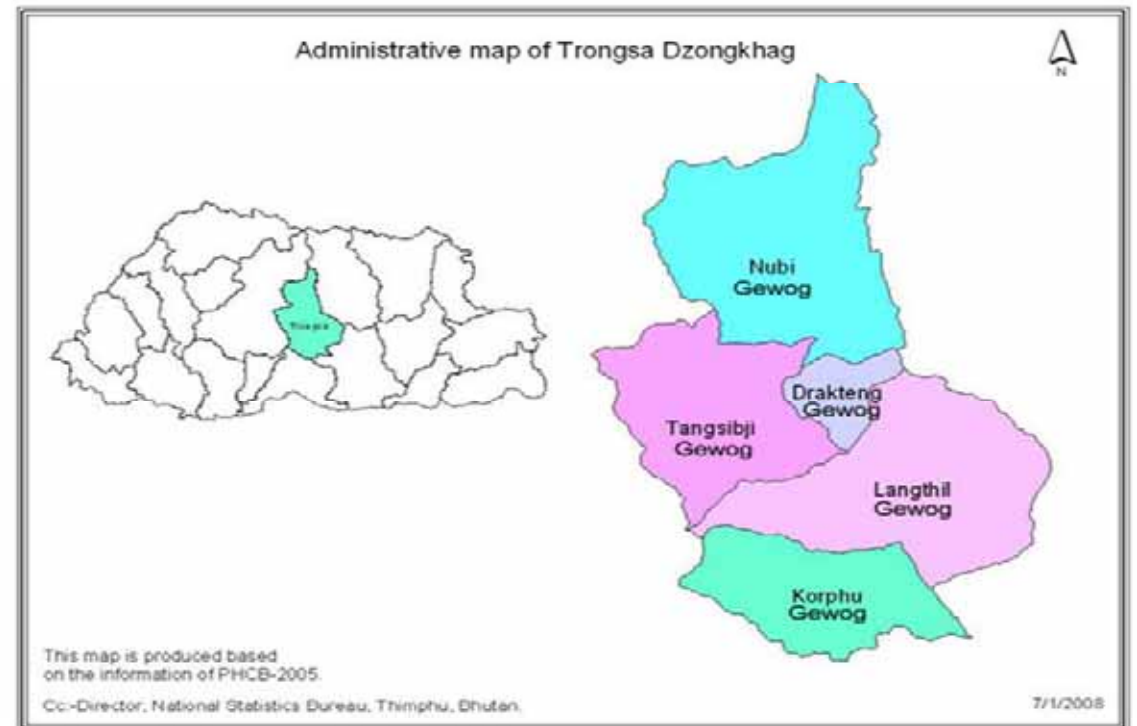 Administrative map of Trongsa Dzongkhag
N
Nubi
Gewog
Drakteng
Gewog
Tangsibji
Gewog
Langthil
Gewog
Korphu
Gewog
This map is produced based
on the information of PHCB-2005.
Cc:-Director, National Statistics Bureau, Thimphu, Bhutan.
7/1/2008